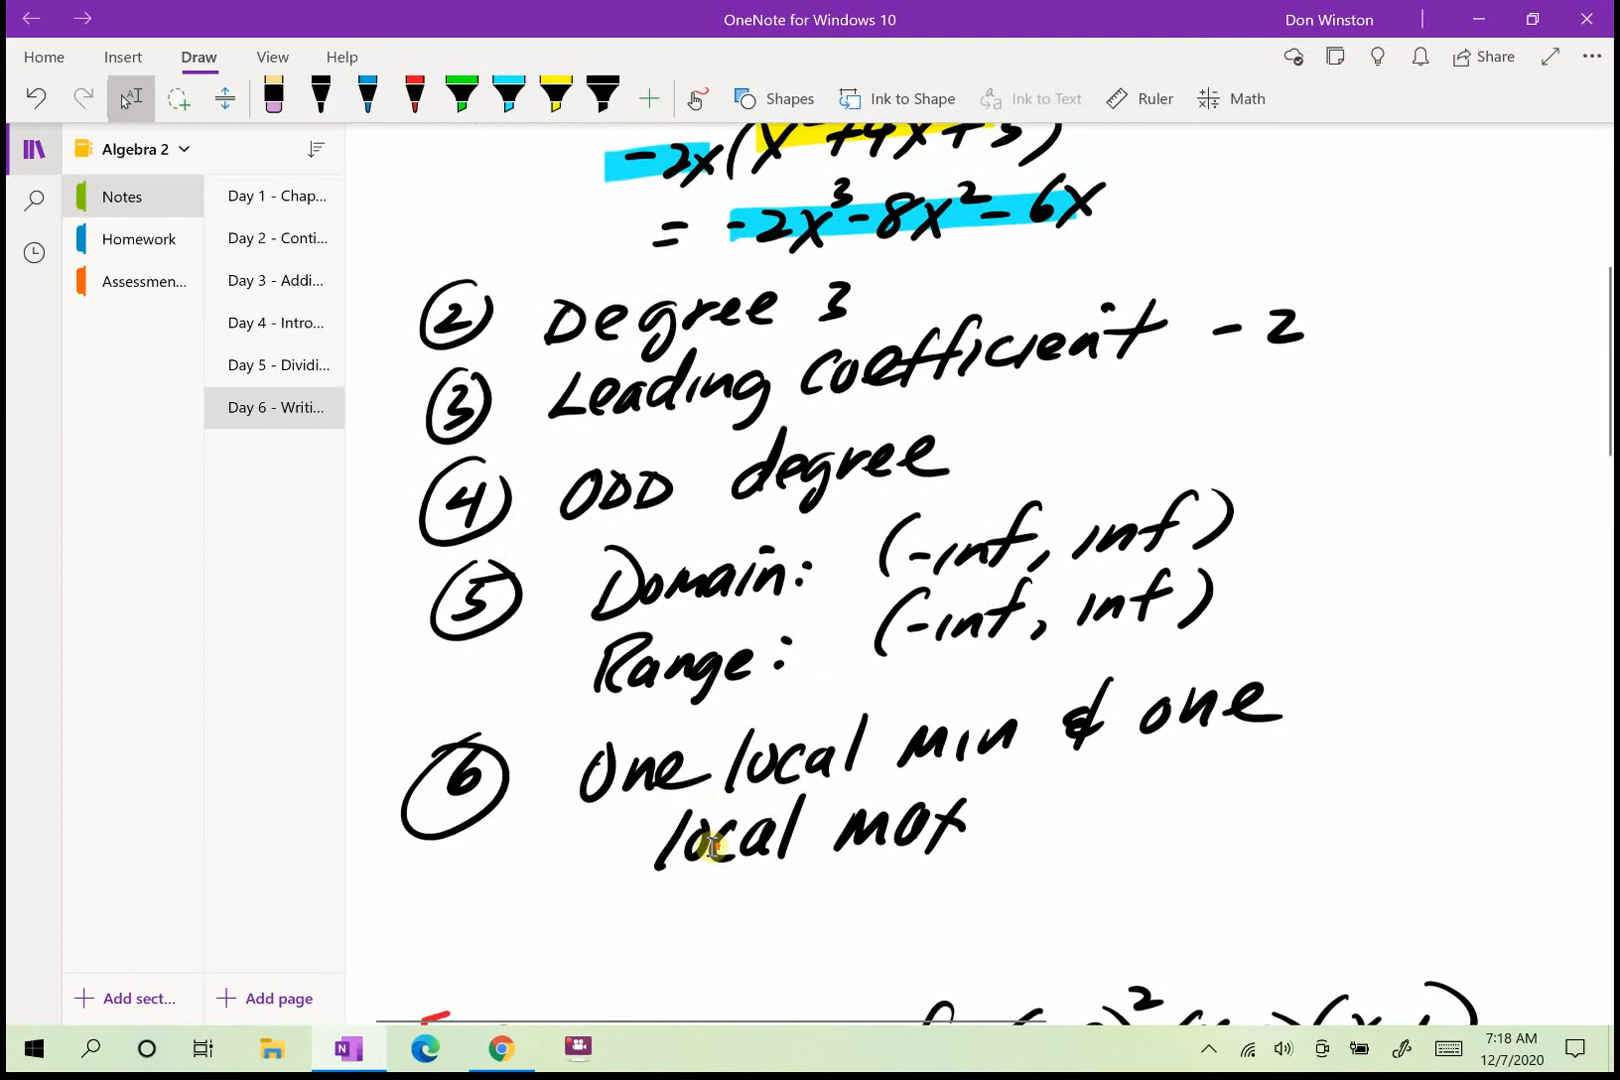 OneNote for Windows 10
Don Winston
Home Insert Draw View Help
Share
Shapes Ink to Shape Ink to Text Ruler Math
Algebra 2
Notes
Homework
Assessmen...
Day 1 - Chap...
Day 2 - Conti...
Day 3 - Addi...
Day 4 - Intro...
Day 5 - Dividi...
Day 6 - Writi...
-2x(x²+4x+3)
= -2x³-8x²-6x
② Degree 3
③ Leading coefficient -2
④ ODD degree
⑤ Domain: (-inf, inf)
Range: (-inf, inf)
⑥ One local min & one
local max
Add sect...
Add page
7:18 AM
12/7/2020